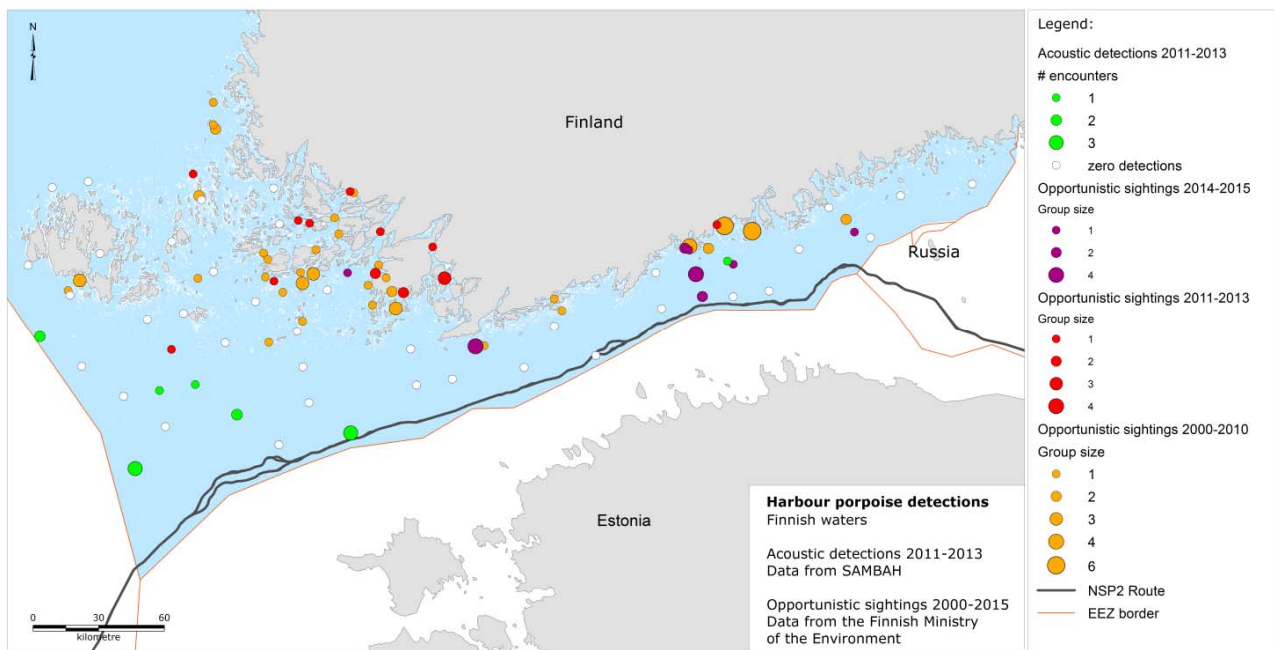 N
Finland
Russia
Estonia
0 30 60
kilometre
Harbour porpoise detections
Finnish waters
Acoustic detections 2011-2013
Data from SAMBAH
Opportunistic sightings 2000-2015
Data from the Finnish Ministry
of the Environment
Legend:
Acoustic detections 2011-2013
# encounters
1
2
3
zero detections
Opportunistic sightings 2014-2015
Group size
1
2
4
Opportunistic sightings 2011-2013
Group size
1
2
3
4
Opportunistic sightings 2000-2010
Group size
1
2
3
4
6
NSP2 Route
EEZ border